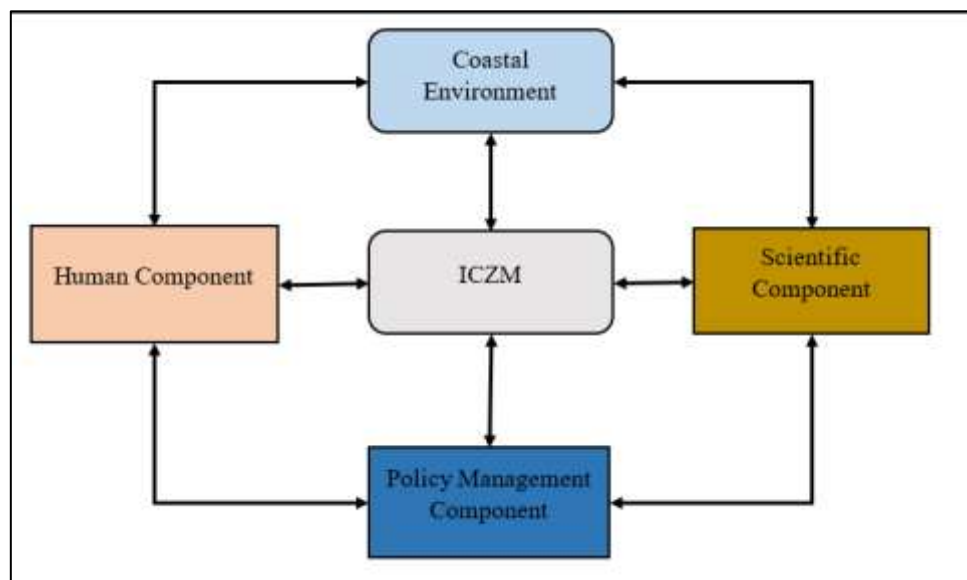 Coastal
Environment
Human Component
ICZM
Scientific
Component
Policy Management
Component